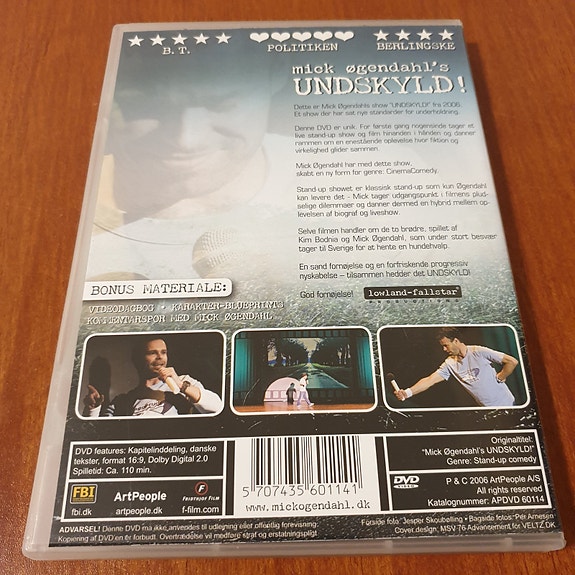 B.T.
POLITIKEN
BERLINGSKE
mick øgendahl's
UNDSKYLD!
Dette er Mick Øgendahls show "UNDSKYLD!" fra 2006.
Et show der har sat nye standarder for underholdning.
Denne DVD er unik. For første gang nogensinde tager et
live stand-up show og film hinanden i hånden og danner
rammen om en enestående oplevelse hvor fiktion og
virkelighed glider sammen.
Mick Øgendahl har med dette show,
skabt en ny form for genre: CinemaComedy.
Stand-up showet er klassisk stand-up som kun Øgendahl
kan levere det - Mick tager udgangspunkt i filmens plud-
selige dilemmaer og danner dermed en hybrid mellem op-
levelsen af biograf og liveshow.
Selve filmen handler om de to brødre, spillet af
Kim Bodnia og Mick Øgendahl, som under stort besvær
tager til Sverige for at hente en hundehvalp.
En sand fornøjelse og en forfriskende progressiv
nyskabelse - tilsammen hedder det UNDSKYLD!
God fornøjelse!
lowland-fallstar
PRODUCTIONS
BONUS MATERIALE:
VIDEODAGBOG • KARAKTER-BLUEPRINTS
KOMMENTARSPOR MED MICK ØGENDAHL
DVD features: Kapitelinddeling, danske
tekster, format 16:9, Dolby Digital 2.0
Spilletid: Ca. 110 min.
FBI
fbi.dk
ArtPeople
artpeople.dk
FRIDTHJOF FILM
f-film.com
5 707435 601141
www.mickogendahl.dk
DVD
VIDEO
Originaltitel:
"Mick Øgendahl's UNDSKYLD!"
Genre: Stand-up comedy
P & C 2006 ArtPeople A/S
All rights reserved
Katalognummer: APDVD 60114
ADVARSEL! Denne DVD må ikke anvendes til udlejning eller offentlig forevisning.
Kopiering af DVD en er forbudt. Overtrædelse vil medføre straf og erstatningspligt.
Forside foto: Jesper Skoubølling • Bagside fotos: Per Arnesen
Cover design: MSV 76 Advancement for VELTZ.DK